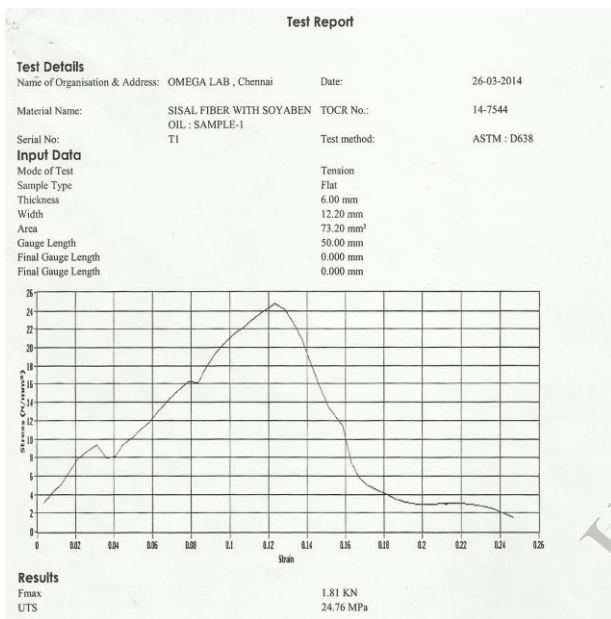 Test Report
Test Details
Name of Organisation & Address: OMEGA LAB , Chennai Date: 26-03-2014
Material Name: SISAL FIBER WITH SOYABEN TOCR No.: 14-7544
OIL : SAMPLE-1
Serial No: T1 Test method: ASTM : D638
Input Data
Mode of Test Tension
Sample Type Flat
Thickness 6.00 mm
Width 12.20 mm
Area 73.20 mm²
Gauge Length 50.00 mm
Final Gauge Length 0.000 mm
Final Gauge Length 0.000 mm
26
24
22
20
18
16
14
12
10
8
6
4
2
0
Stress (N/mm²)
0 0.02 0.04 0.06 0.08 0.1 0.12 0.14 0.16 0.18 0.2 0.22 0.24 0.26
Strain
Results
Fmax 1.81 KN
UTS 24.76 MPa